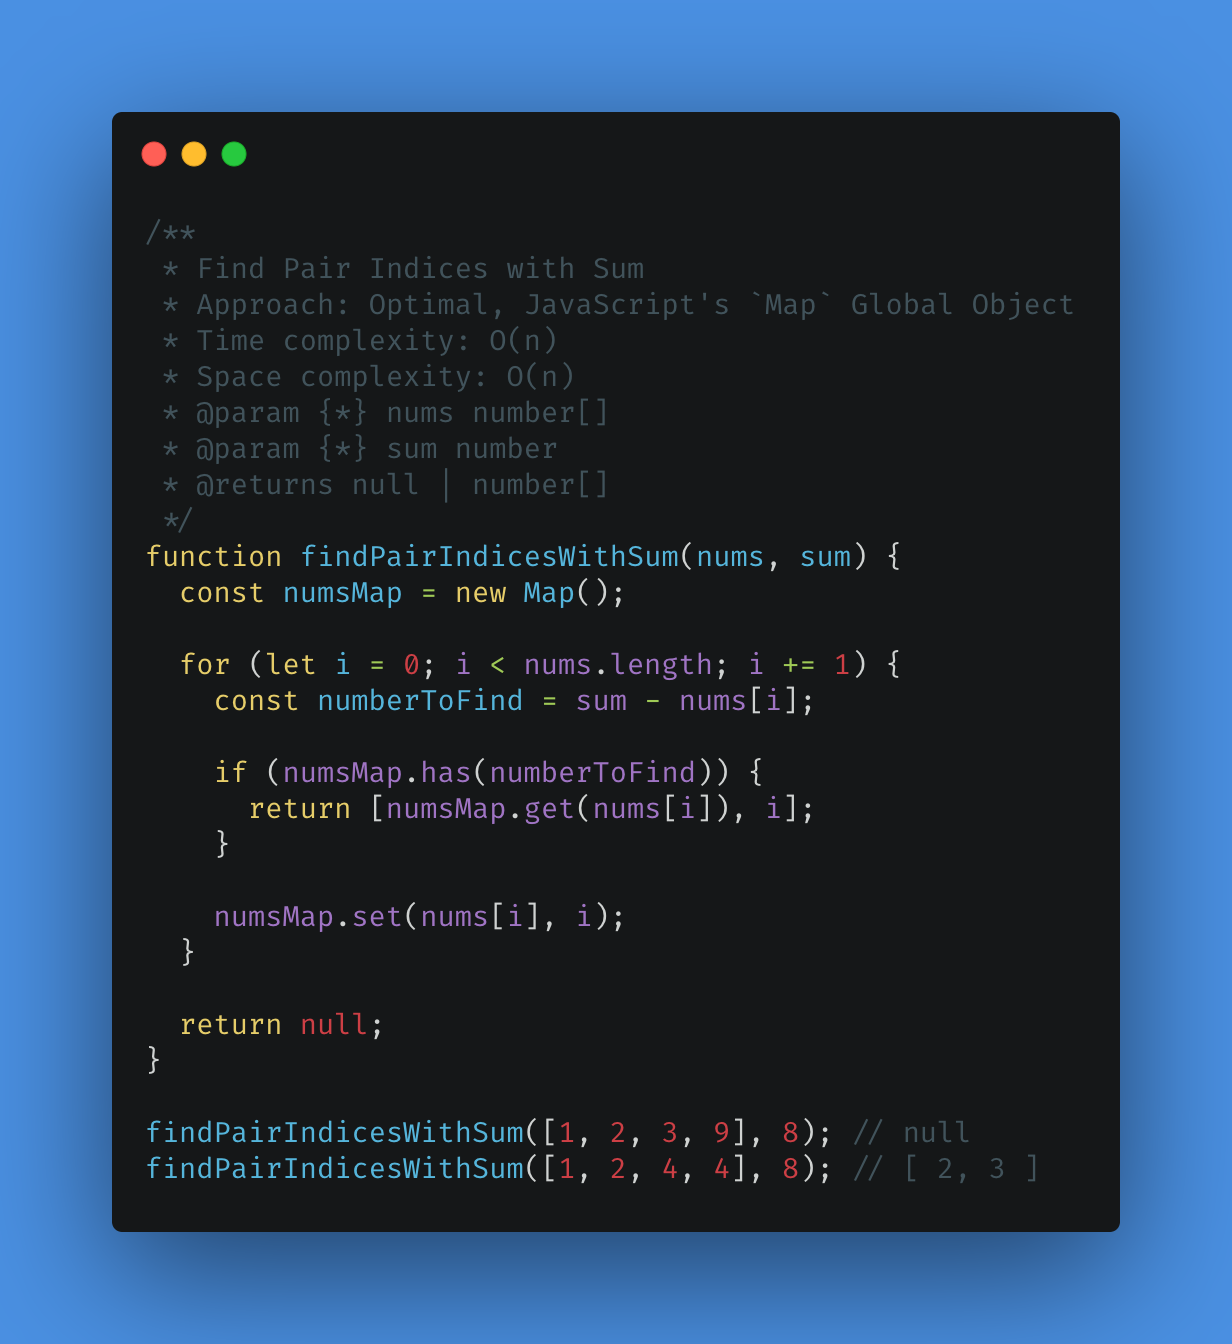 /**
 * Find Pair Indices with Sum
 * Approach: Optimal, JavaScript's `Map` Global Object
 * Time complexity: O(n)
 * Space complexity: O(n)
 * @param {*} nums number[]
 * @param {*} sum number
 * @returns null | number[]
 */
function findPairIndicesWithSum(nums, sum) {
  const numsMap = new Map();

  for (let i = 0; i < nums.length; i += 1) {
    const numberToFind = sum - nums[i];

    if (numsMap.has(numberToFind)) {
      return [numsMap.get(nums[i]), i];
    }

    numsMap.set(nums[i], i);
  }

  return null;
}

findPairIndicesWithSum([1, 2, 3, 9], 8); // null
findPairIndicesWithSum([1, 2, 4, 4], 8); // [ 2, 3 ]